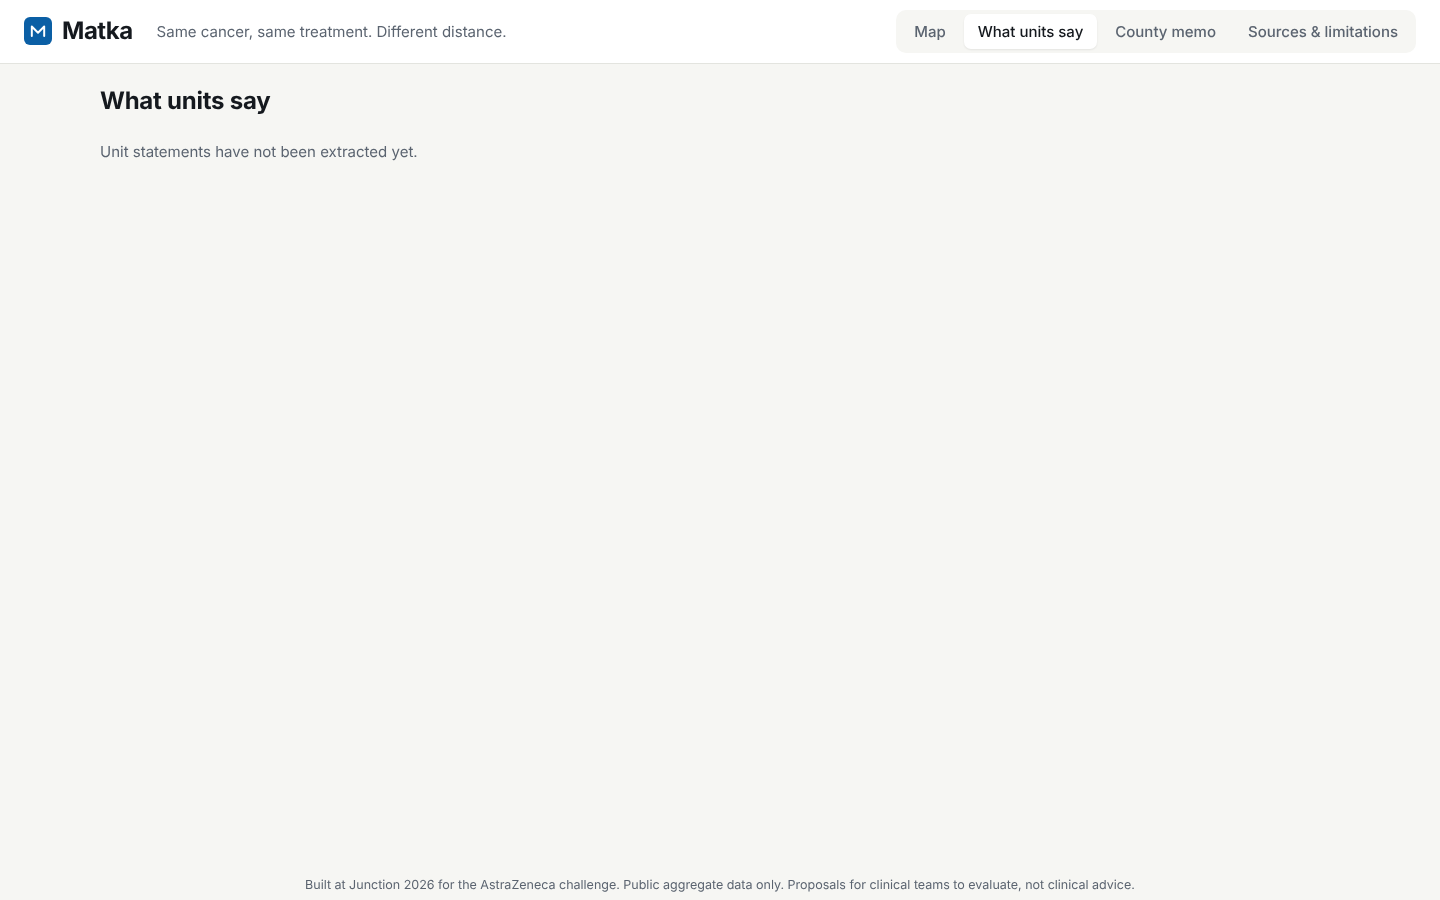 Matka
Same cancer, same treatment. Different distance.
Map
What units say
County memo
Sources & limitations
What units say
Unit statements have not been extracted yet.
Built at Junction 2026 for the AstraZeneca challenge. Public aggregate data only. Proposals for clinical teams to evaluate, not clinical advice.